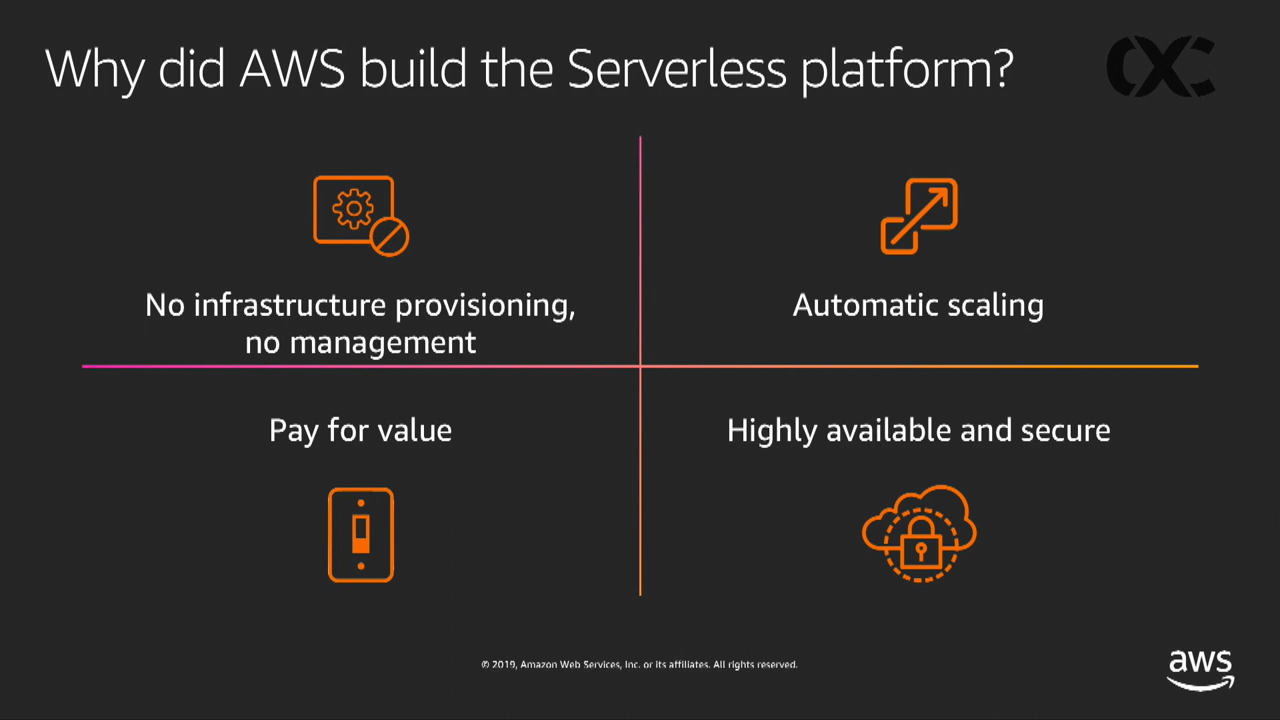 Why did AWS build the Serverless platform?
No infrastructure provisioning,
no management
Automatic scaling
Pay for value
Highly available and secure
© 2019, Amazon Web Services, Inc. or its affiliates. All rights reserved.
aws